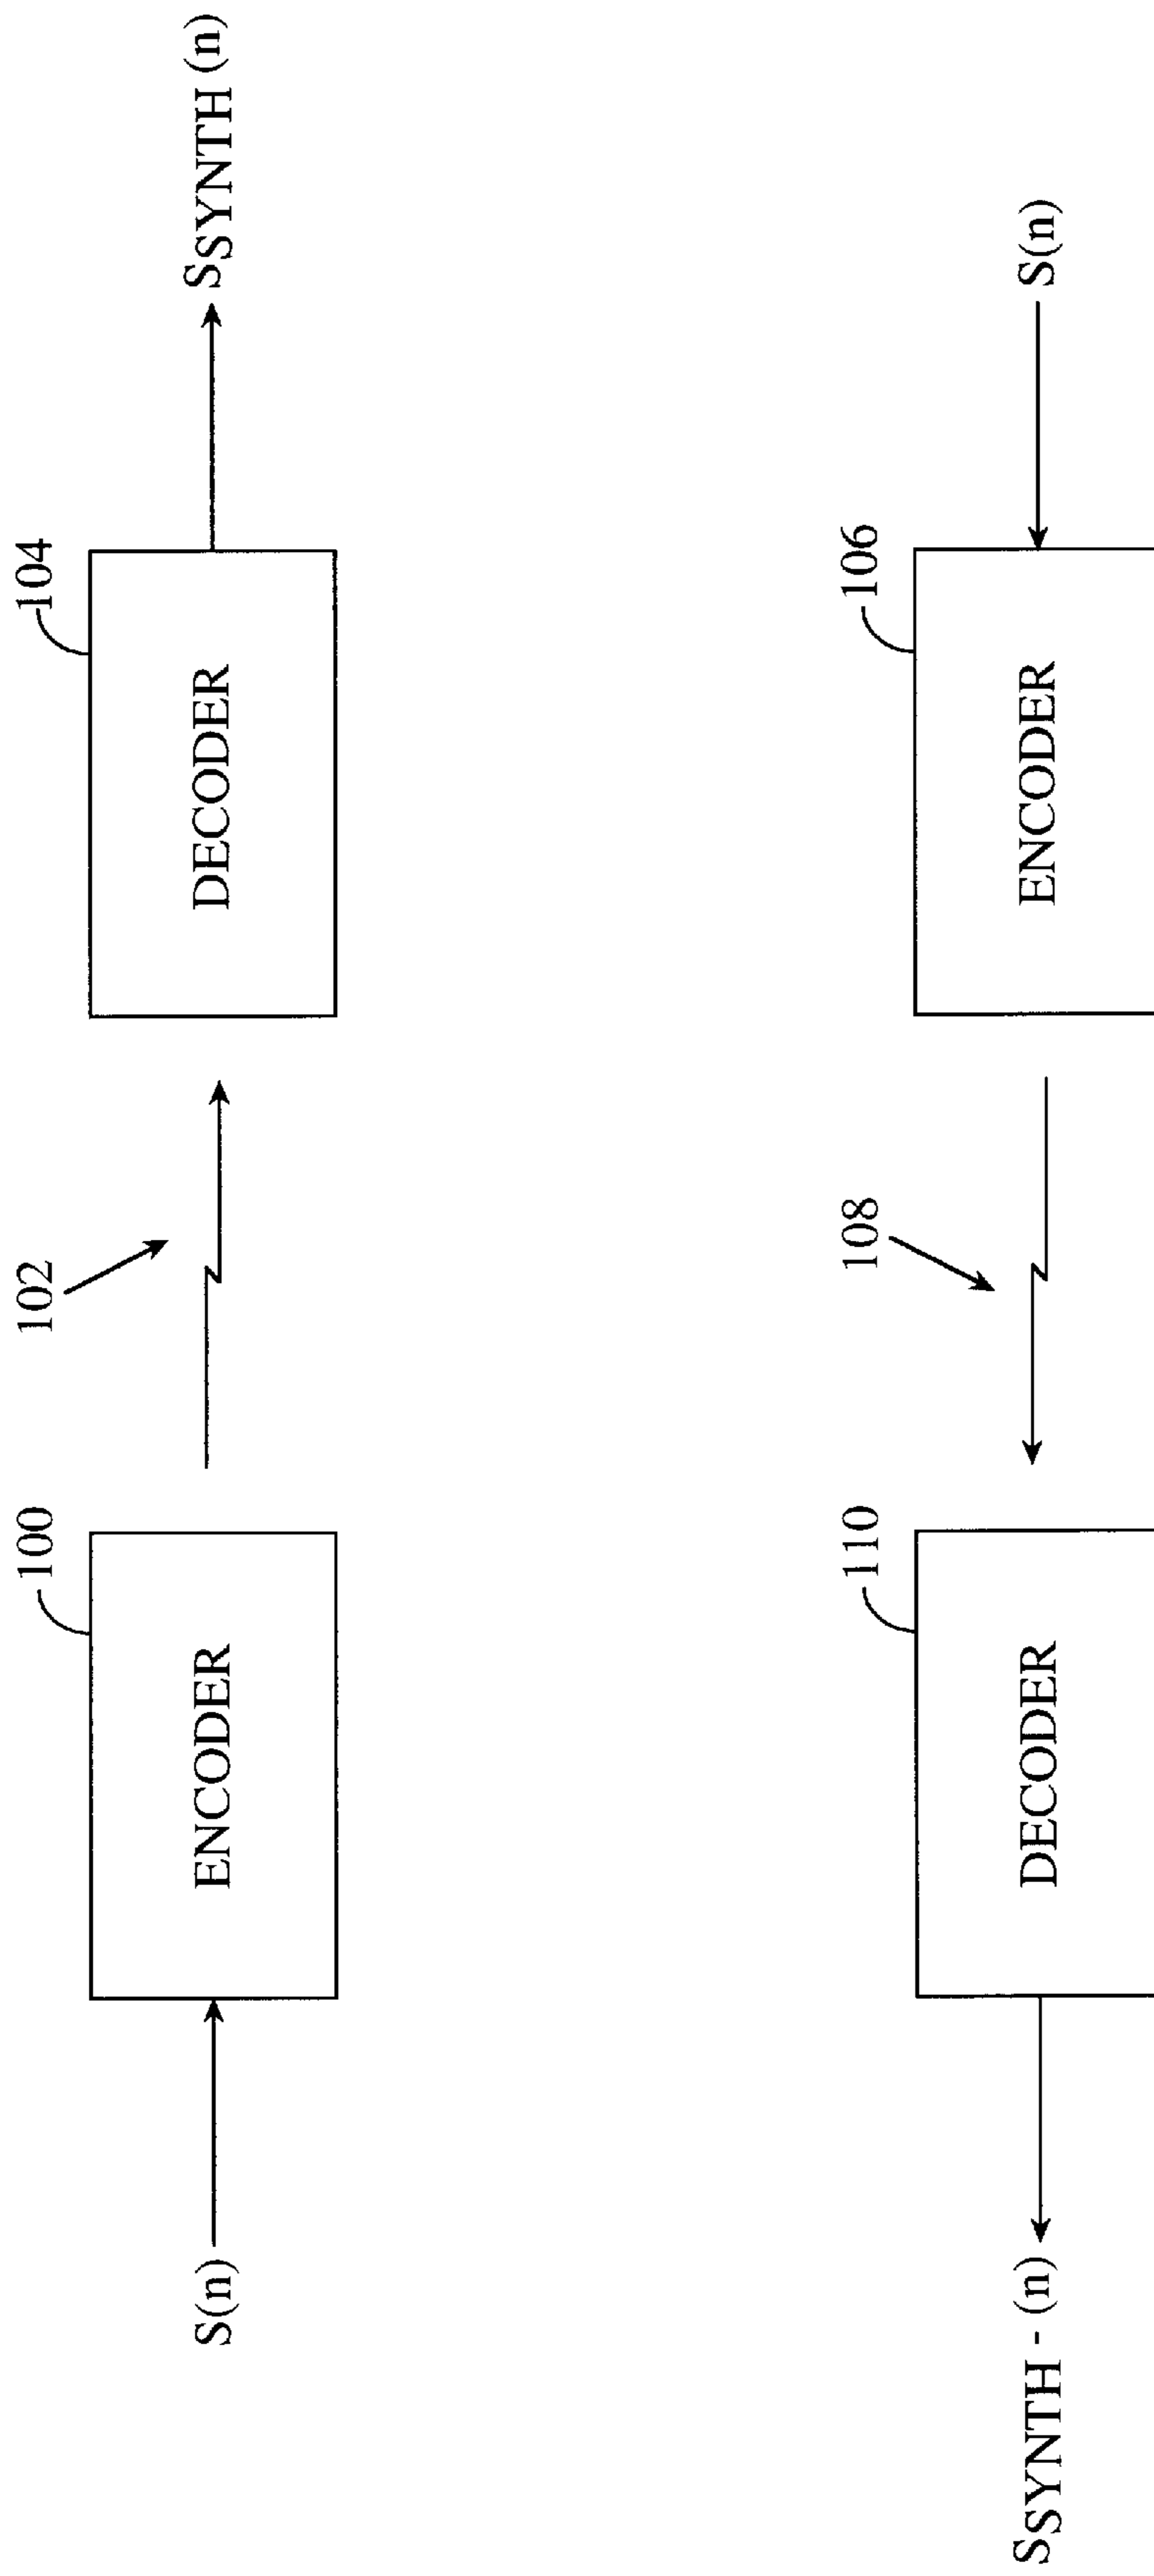 100
102
104
S(n)
ENCODER
DECODER
SSYNTH (n)
110
108
106
SSYNTH - (n)
DECODER
ENCODER
S(n)